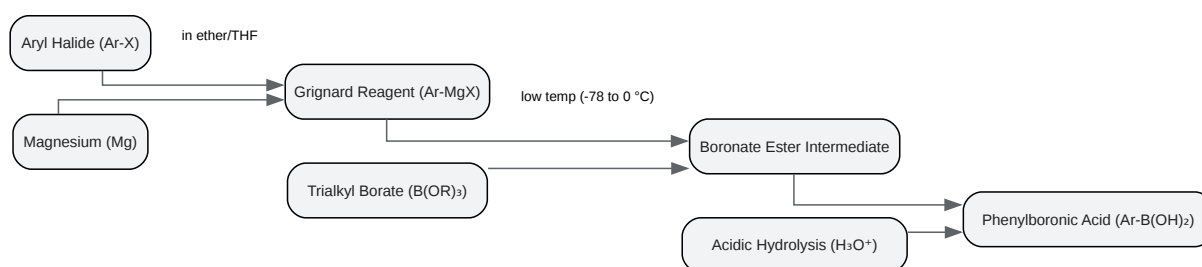 Aryl Halide (Ar-X)
in ether/THF
Magnesium (Mg)
Grignard Reagent (Ar-MgX)
low temp (-78 to 0 °C)
Trialkyl Borate (B(OR)₃)
Boronate Ester Intermediate
Acidic Hydrolysis (H₃O⁺)
Phenylboronic Acid (Ar-B(OH)₂)